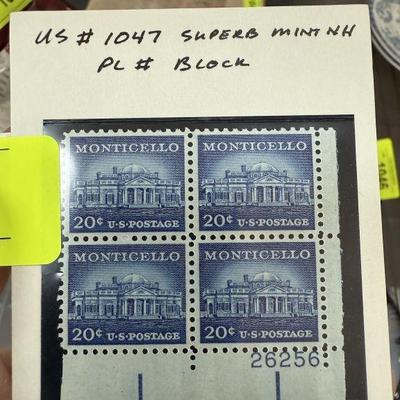 US # 1047 SUPERB MINT NH
PL # BLOCK
MONTICELLO
20¢ U·S·POSTAGE
MONTICELLO
20¢ U·S·POSTAGE
MONTICELLO
20¢ U·S·POSTAGE
MONTICELLO
20¢ U·S·POSTAGE
26256